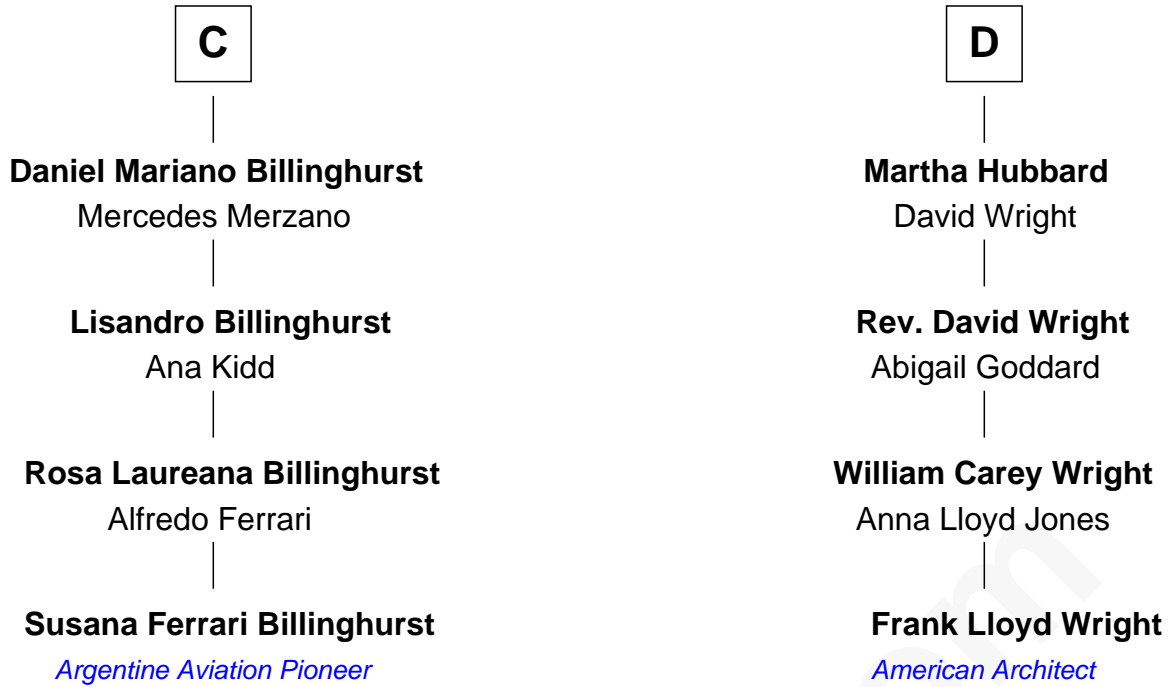 C
Daniel Mariano Billinghurst
Mercedes Merzano
Lisandro Billinghurst
Ana Kidd
Rosa Laureana Billinghurst
Alfredo Ferrari
Susana Ferrari Billinghurst
Argentine Aviation Pioneer
D
Martha Hubbard
David Wright
Rev. David Wright
Abigail Goddard
William Carey Wright
Anna Lloyd Jones
Frank Lloyd Wright
American Architect
om